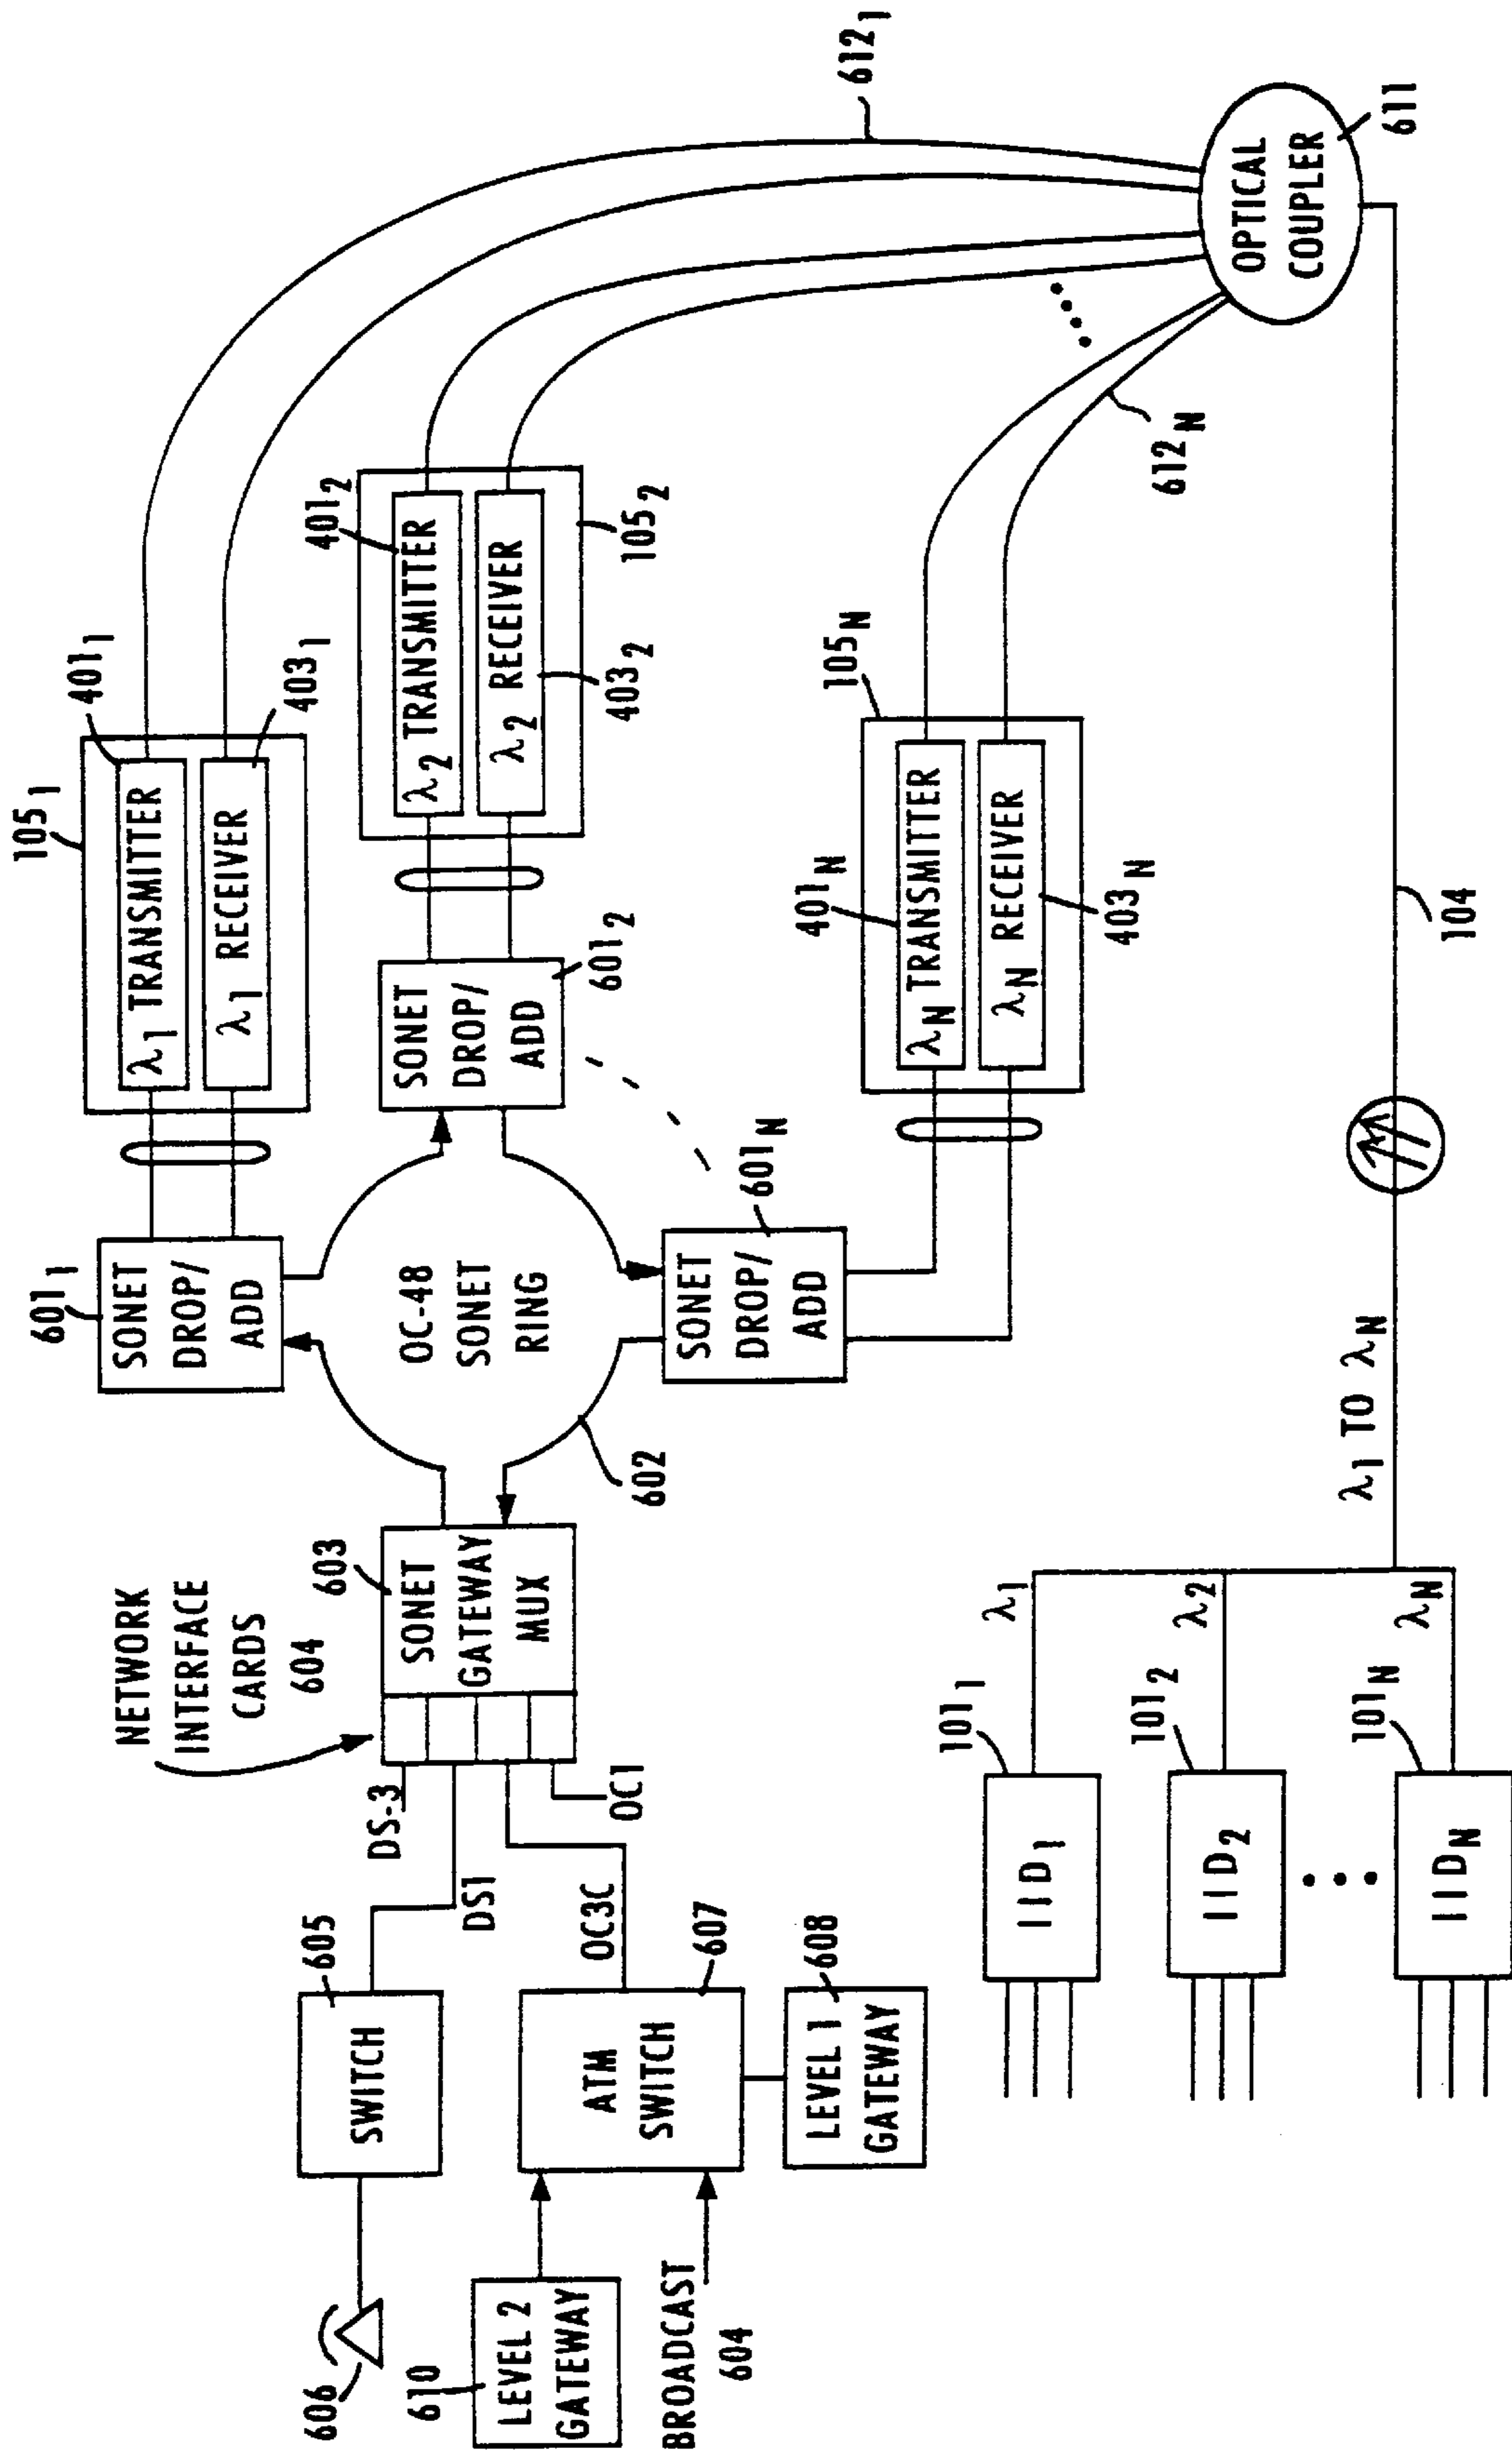 606
SWITCH
605
610
LEVEL 2
GATEWAY
BROADCAST
604
ATM
SWITCH
607
LEVEL 1
GATEWAY
608
DS-3
DS1
OC3C
OC1
NETWORK
INTERFACE
CARDS
604
SONET
GATEWAY
MUX
603
602
OC-48
SONET
RING
601₁
SONET
DROP/
ADD
SONET
DROP/
ADD
601₂
SONET
DROP/
ADD
601N
105₁
λ₁ TRANSMITTER
401₁
λ₁ RECEIVER
403₁
λ₂ TRANSMITTER
401₂
λ₂ RECEIVER
403₂
105₂
λN TRANSMITTER
401N
λN RECEIVER
403N
105N
612₁
612N
OPTICAL
COUPLER
611
104
λ₁ TO λN
λ₁
λ₂
λN
101₁
IID₁
101₂
IID₂
101N
IIDN